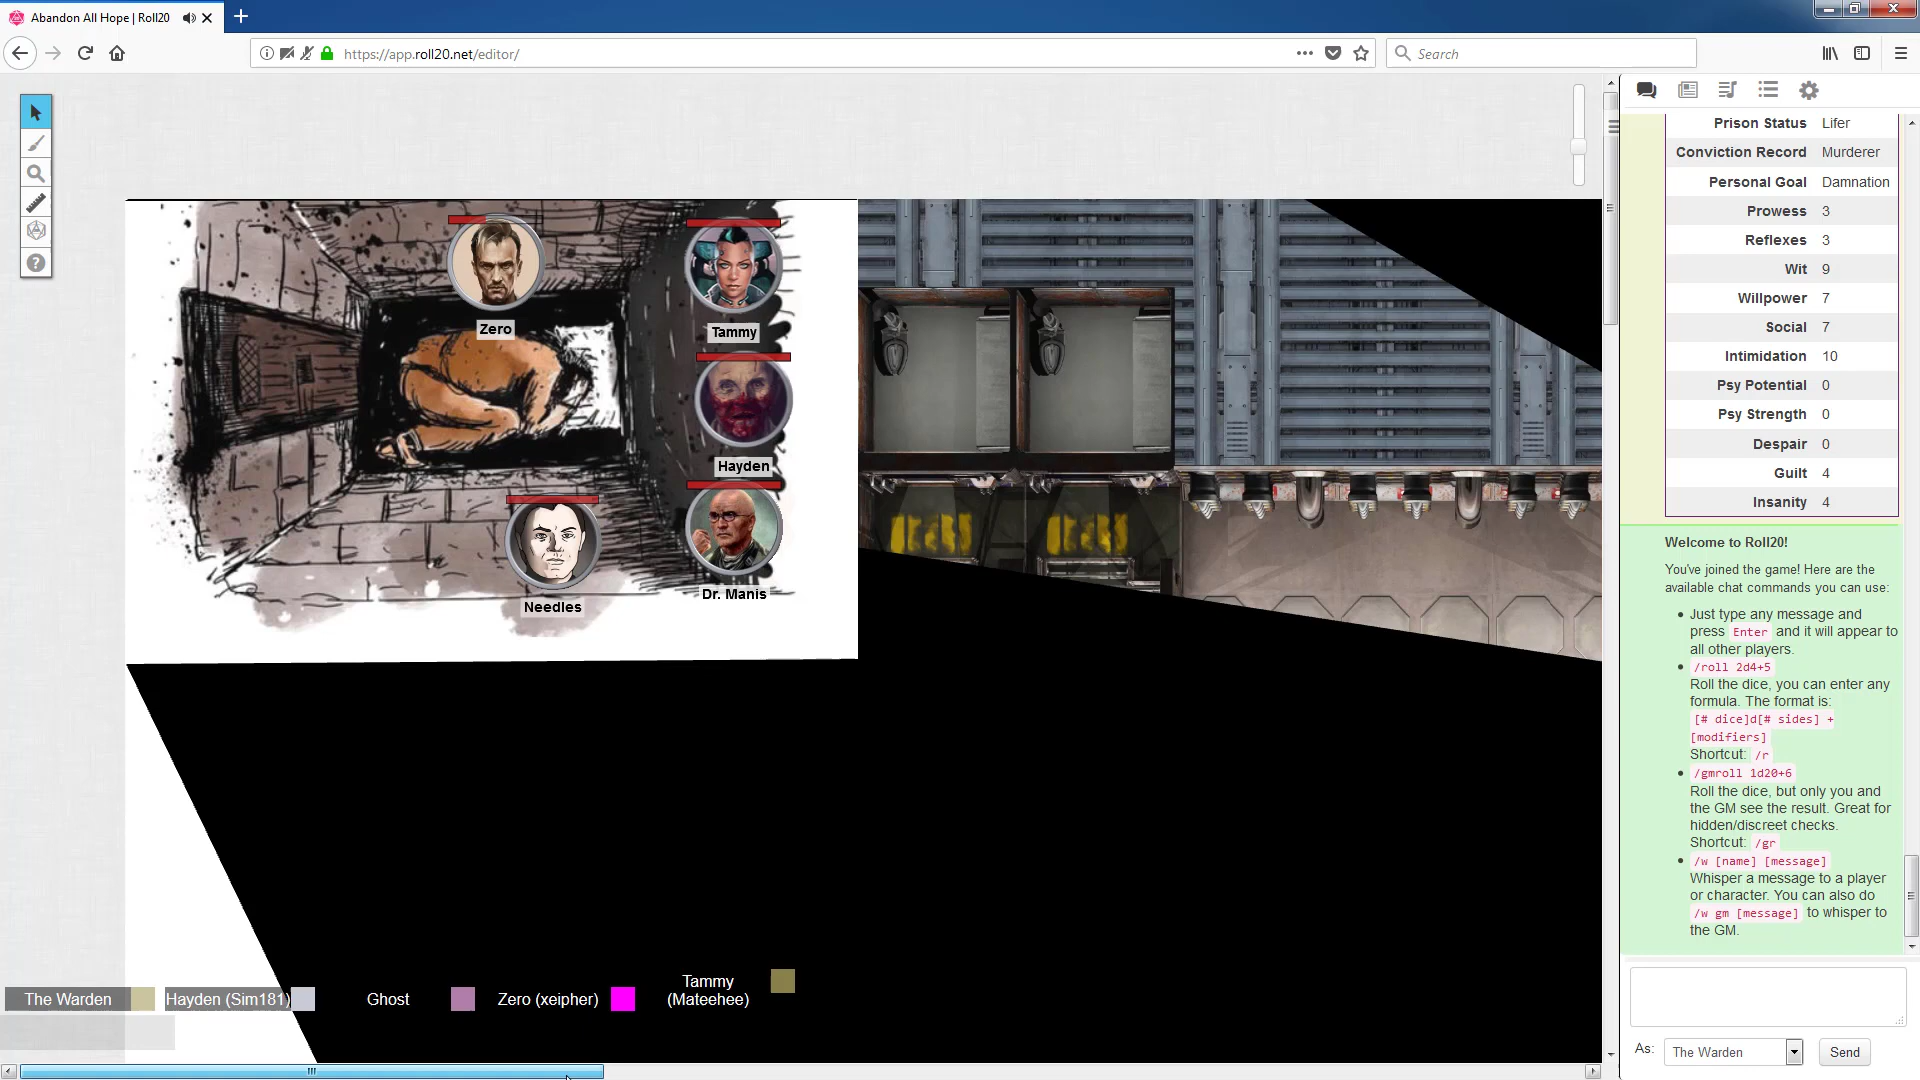 Abandon All Hope | Roll20
https://app.roll20.net/editor/
Search
Zero
Tammy
Hayden
Needles
Dr. Manis
The Warden
Hayden (Sim181)
Ghost
Zero (xeipher)
Tammy
(Mateehee)
Prison Status Lifer
Conviction Record Murderer
Personal Goal Damnation
Prowess 3
Reflexes 3
Wit 9
Willpower 7
Social 7
Intimidation 10
Psy Potential 0
Psy Strength 0
Despair 0
Guilt 4
Insanity 4
Welcome to Roll20!
You've joined the game! Here are the
available chat commands you can use:
Just type any message and
press Enter and it will appear to
all other players.
/roll 2d4+5
Roll the dice, you can enter any
formula. The format is:
[# dice]d[# sides] +
[modifiers]
Shortcut: /r
/gmroll 1d20+6
Roll the dice, but only you and
the GM see the result. Great for
hidden/discreet checks.
Shortcut: /gr
/w [name] [message]
Whisper a message to a player
or character. You can also do
/w gm [message] to whisper to
the GM.
As: The Warden
Send